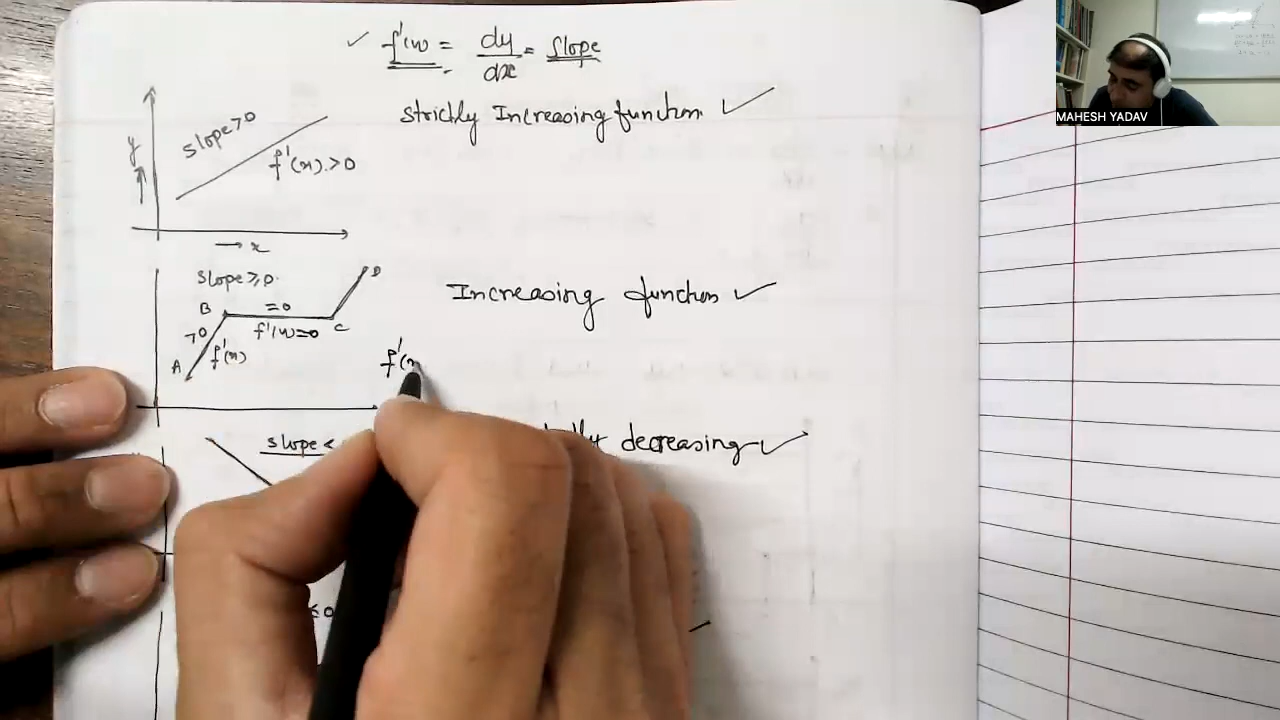 ✓ f'(x) = dy/dx = slope
MAHESH YADAV
slope>0
Strictly Increasing function ✓
y
f'(x).>0
→ x
slope ≥ 0.
D
B
=0
Increasing function ✓
>0
f'(x)=0
C
A
f'(x)
f'(x
slope <
decreasing ✓
≤ 0